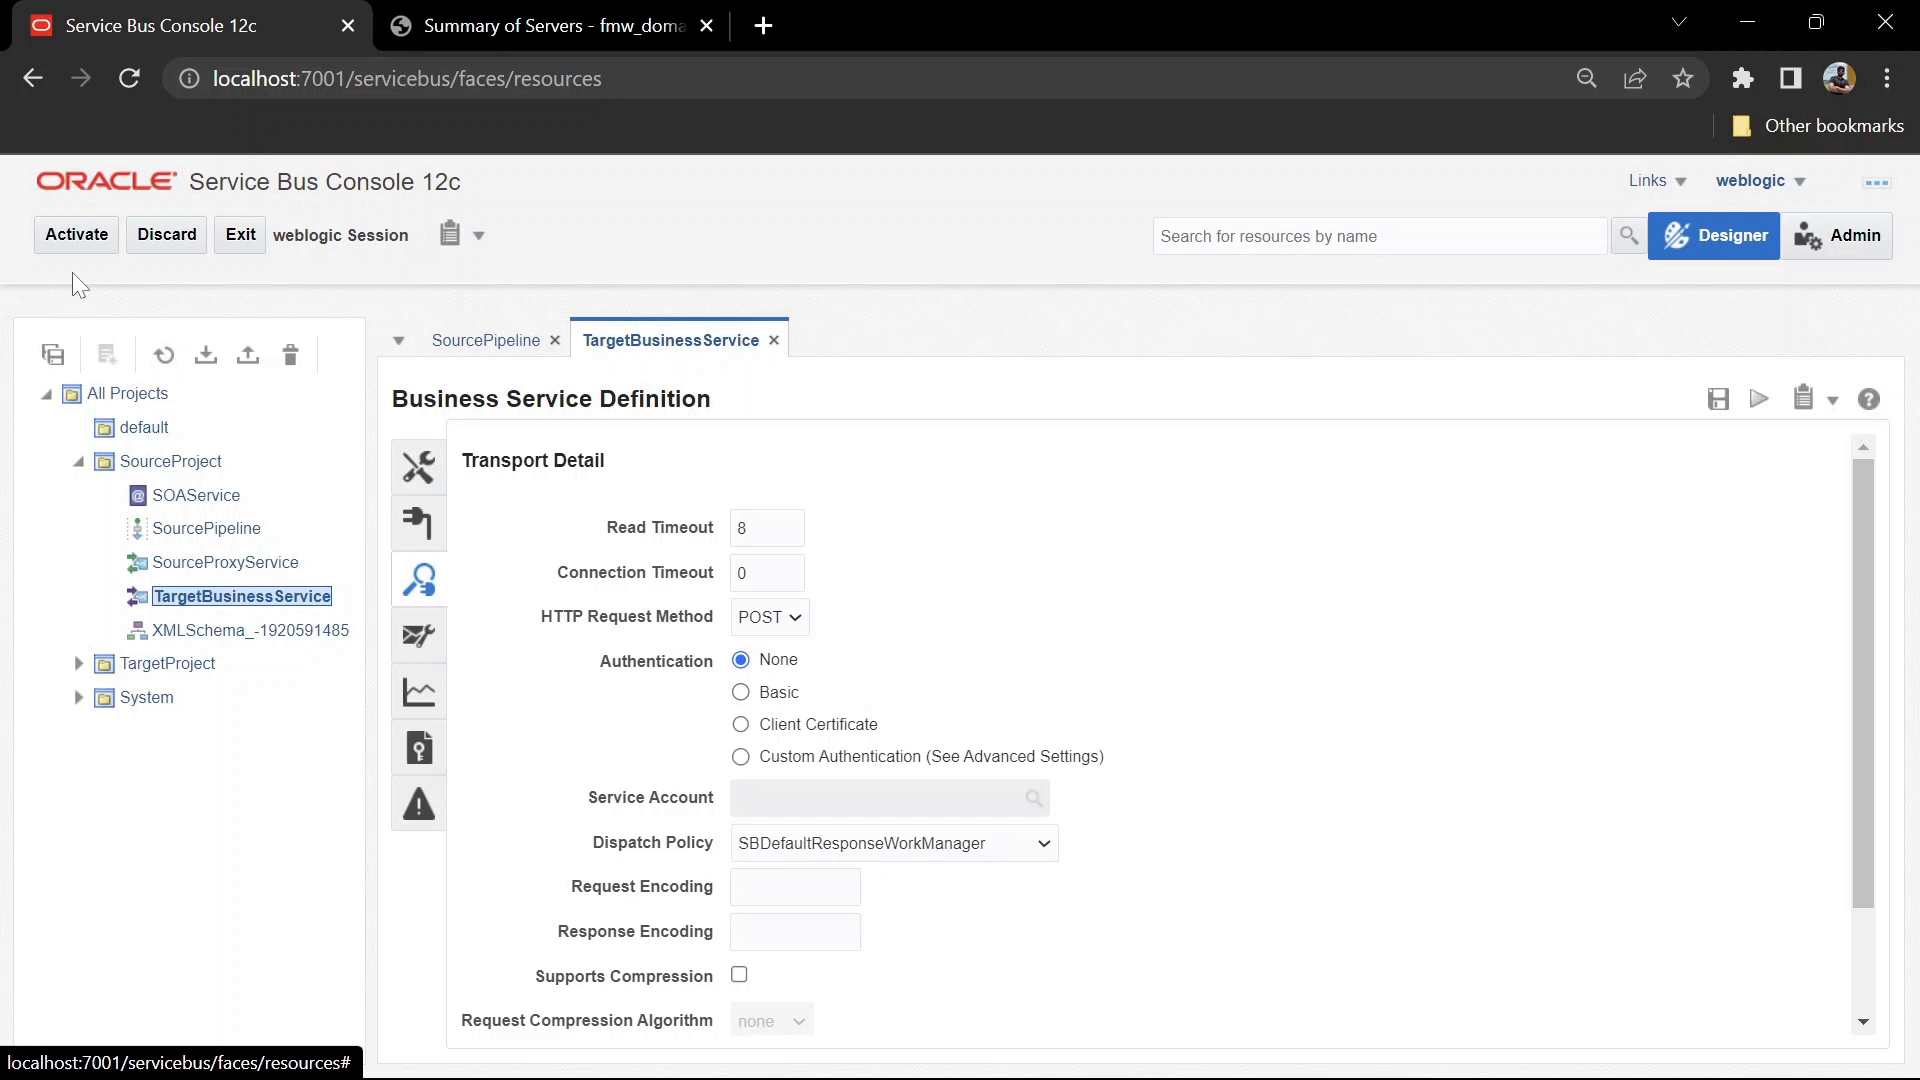 Service Bus Console 12c
Summary of Servers - fmw_doma
localhost:7001/servicebus/faces/resources
Other bookmarks
ORACLE Service Bus Console 12c
Links
weblogic
Activate
Discard
Exit
weblogic Session
Search for resources by name
Designer
Admin
SourcePipeline
TargetBusinessService
All Projects
default
SourceProject
SOAService
SourcePipeline
SourceProxyService
TargetBusinessService
XMLSchema_-1920591485
TargetProject
System
Business Service Definition
Transport Detail
Read Timeout 8
Connection Timeout 0
HTTP Request Method POST
Authentication None
Basic
Client Certificate
Custom Authentication (See Advanced Settings)
Service Account
Dispatch Policy SBDefaultResponseWorkManager
Request Encoding
Response Encoding
Supports Compression
Request Compression Algorithm none
localhost:7001/servicebus/faces/resources#